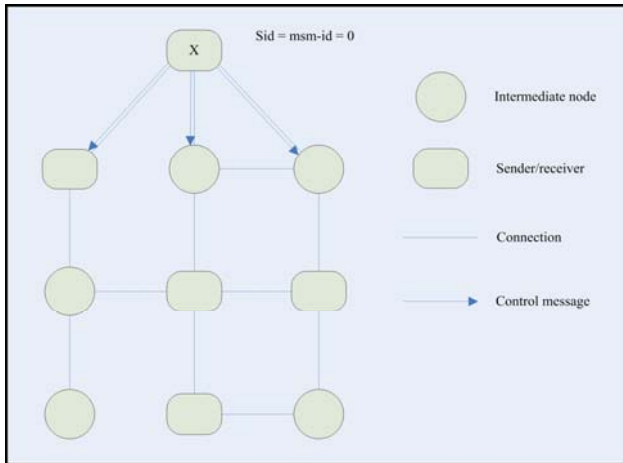 Sid = msm-id = 0
X
Intermediate node
Sender/receiver
Connection
Control message